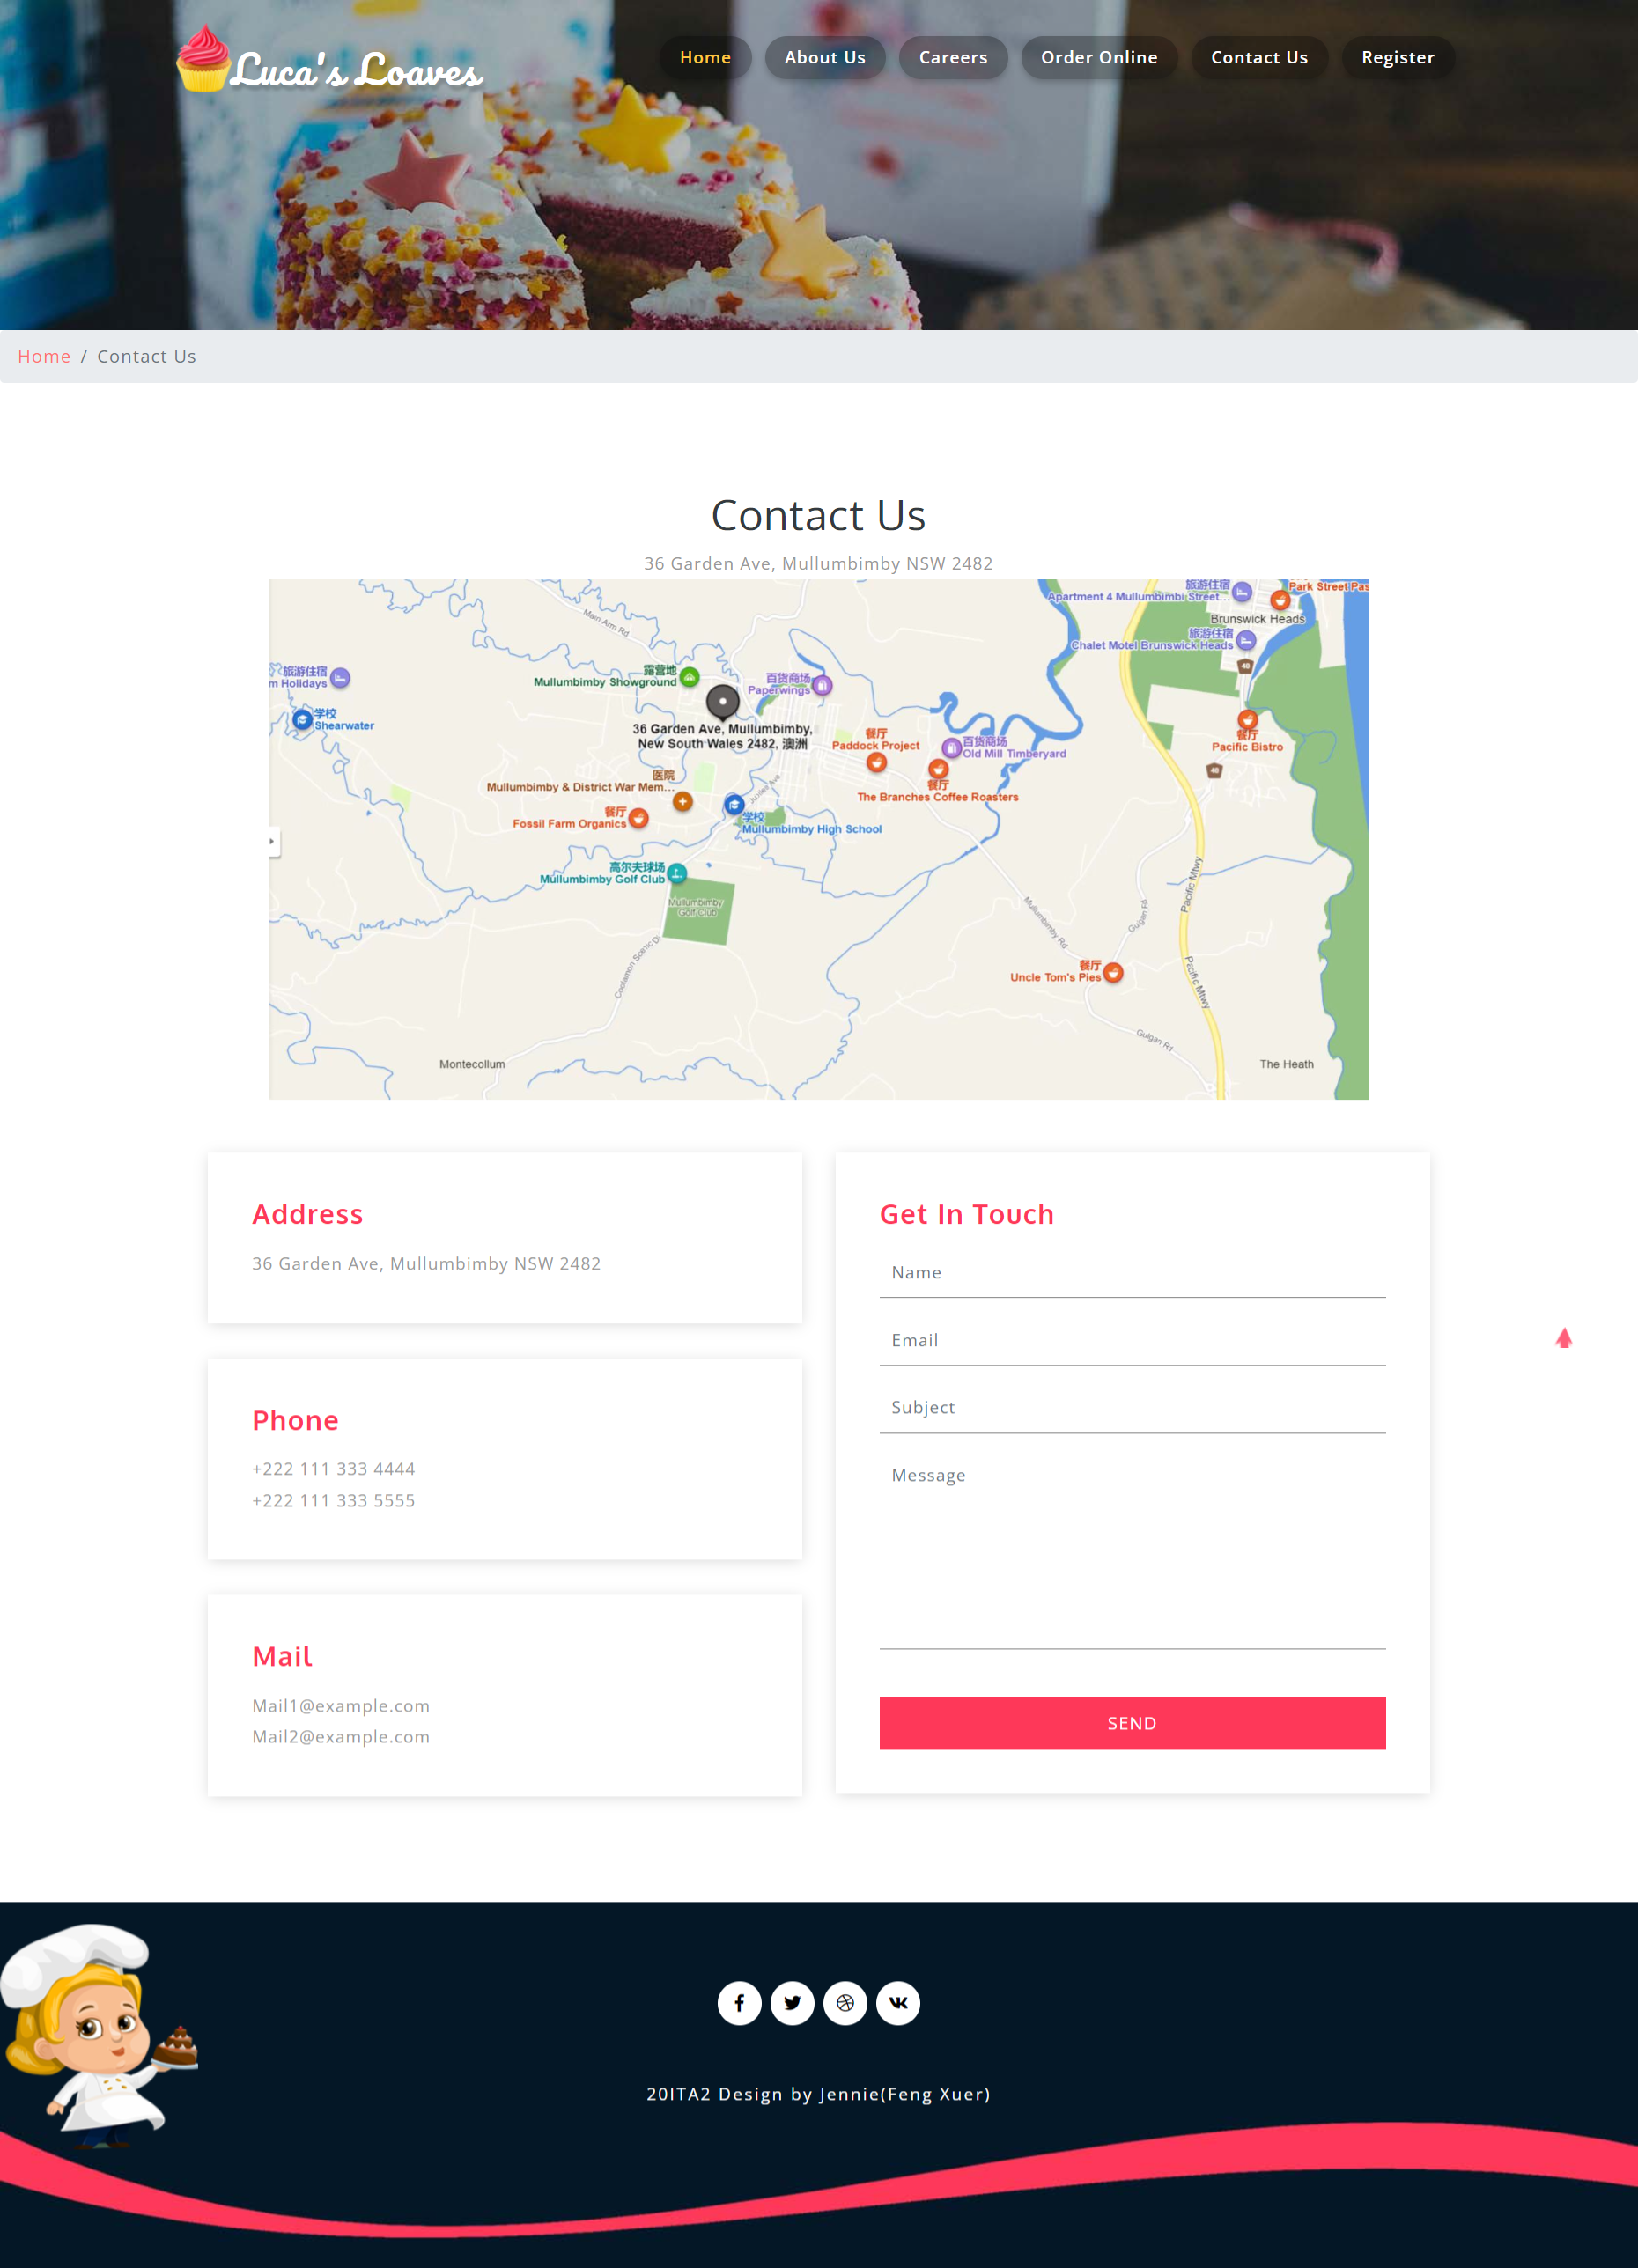 Luca's Loaves
Home
About Us
Careers
Order Online
Contact Us
Register
Home / Contact Us
Contact Us
36 Garden Ave, Mullumbimby NSW 2482
旅游住宿
Apartment 4 Mullumbimbi Street...
Park Street Pas
Brunswick Heads
旅游住宿
Chalet Motel Brunswick Heads
40
Main Arm Rd
旅游住宿
m Holidays
露营地
Mullumbimby Showground
百货商场
Paperwings
学校
Shearwater
36 Garden Ave, Mullumbimby,
New South Wales 2482, 澳洲
餐厅
Paddock Project
百货商场
Old Mill Timberyard
餐厅
Pacific Bistro
40
医院
Mullumbimby & District War Mem...
Jubilee Ave
餐厅
The Branches Coffee Roasters
餐厅
Fossil Farm Organics
学校
Mullumbimby High School
高尔夫球场
Mullumbimby Golf Club
Mullumbimby
Golf Club
Pacific Mtwy
Mullumbimby Rd
Coolamon Scenic Dr
餐厅
Uncle Tom's Pies
Pacific Mtwy
Gulgan Rd
Montecollum
The Heath
Address
36 Garden Ave, Mullumbimby NSW 2482
Phone
+222 111 333 4444
+222 111 333 5555
Mail
Mail1@example.com
Mail2@example.com
Get In Touch
Name
Email
Subject
Message
SEND
20ITA2 Design by Jennie(Feng Xuer)